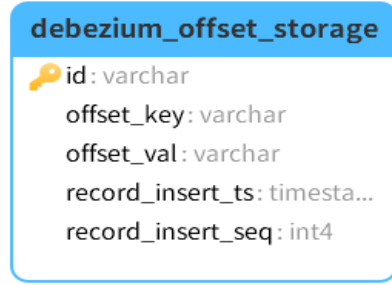 debezium_offset_storage
id : varchar
offset_key : varchar
offset_val : varchar
record_insert_ts : timesta...
record_insert_seq : int4